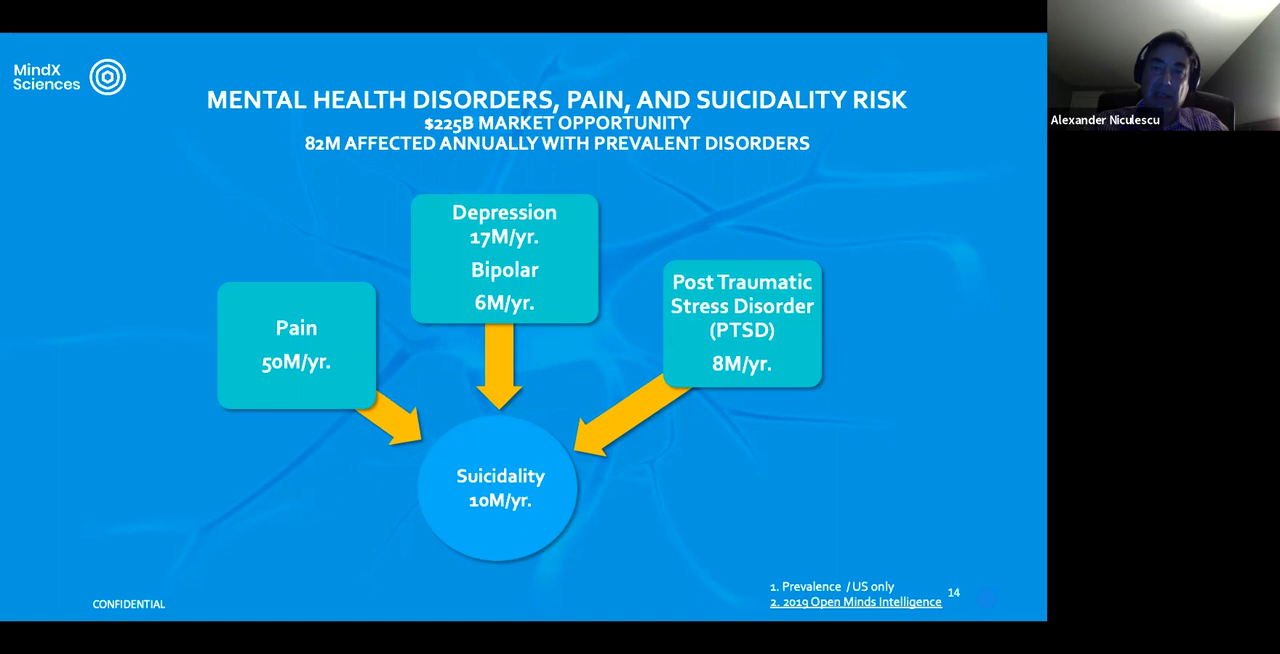 MindX
Sciences
MENTAL HEALTH DISORDERS, PAIN, AND SUICIDALITY RISK
$225B MARKET OPPORTUNITY
82M AFFECTED ANNUALLY WITH PREVALENT DISORDERS
Depression
17M/yr.
Bipolar
6M/yr.
Post Traumatic
Stress Disorder
(PTSD)
8M/yr.
Pain
50M/yr.
Suicidality
10M/yr.
1. Prevalence / US only
2. 2019 Open Minds Intelligence
14
CONFIDENTIAL
Alexander Niculescu